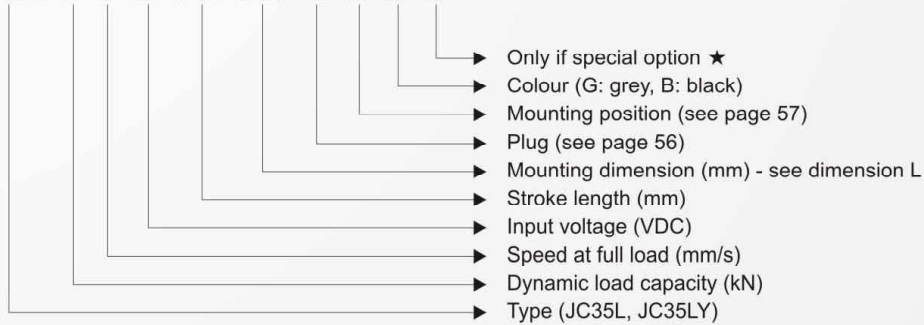 Only if special option ★
Colour (G: grey, B: black)
Mounting position (see page 57)
Plug (see page 56)
Mounting dimension (mm) - see dimension L
Stroke length (mm)
Input voltage (VDC)
Speed at full load (mm/s)
Dynamic load capacity (kN)
Type (JC35L, JC35LY)